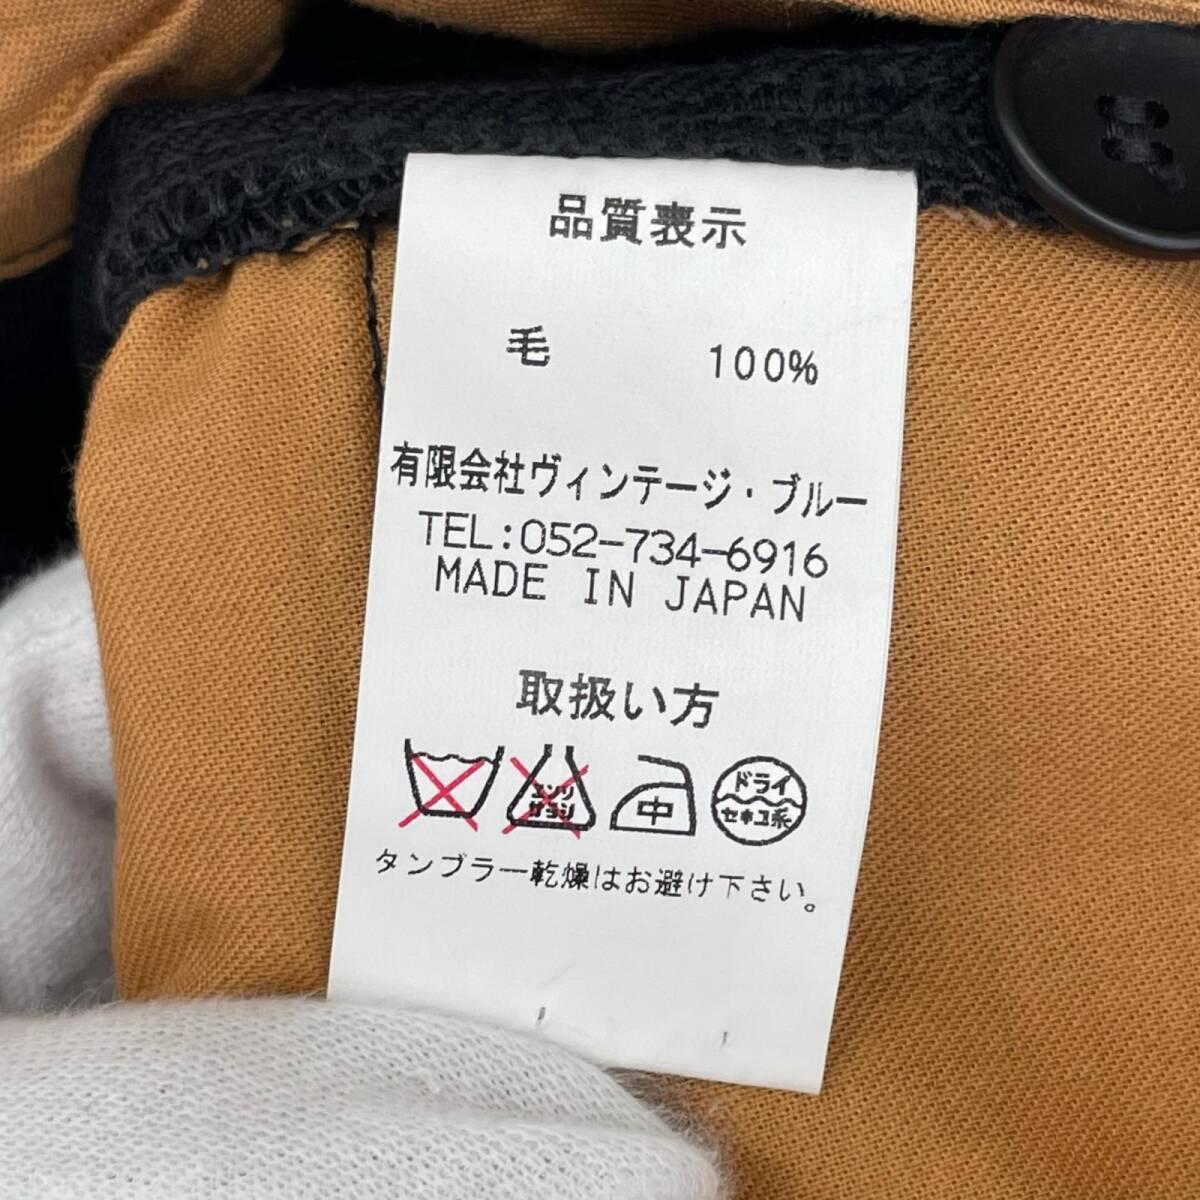 品質表示
毛 100%
有限会社ヴィンテージ・ブルー
TEL:052-734-6916
MADE IN JAPAN
取扱い方
エンソ
サラシ
中
ドライ
セキユ系
タンブラー乾燥はお避け下さい。